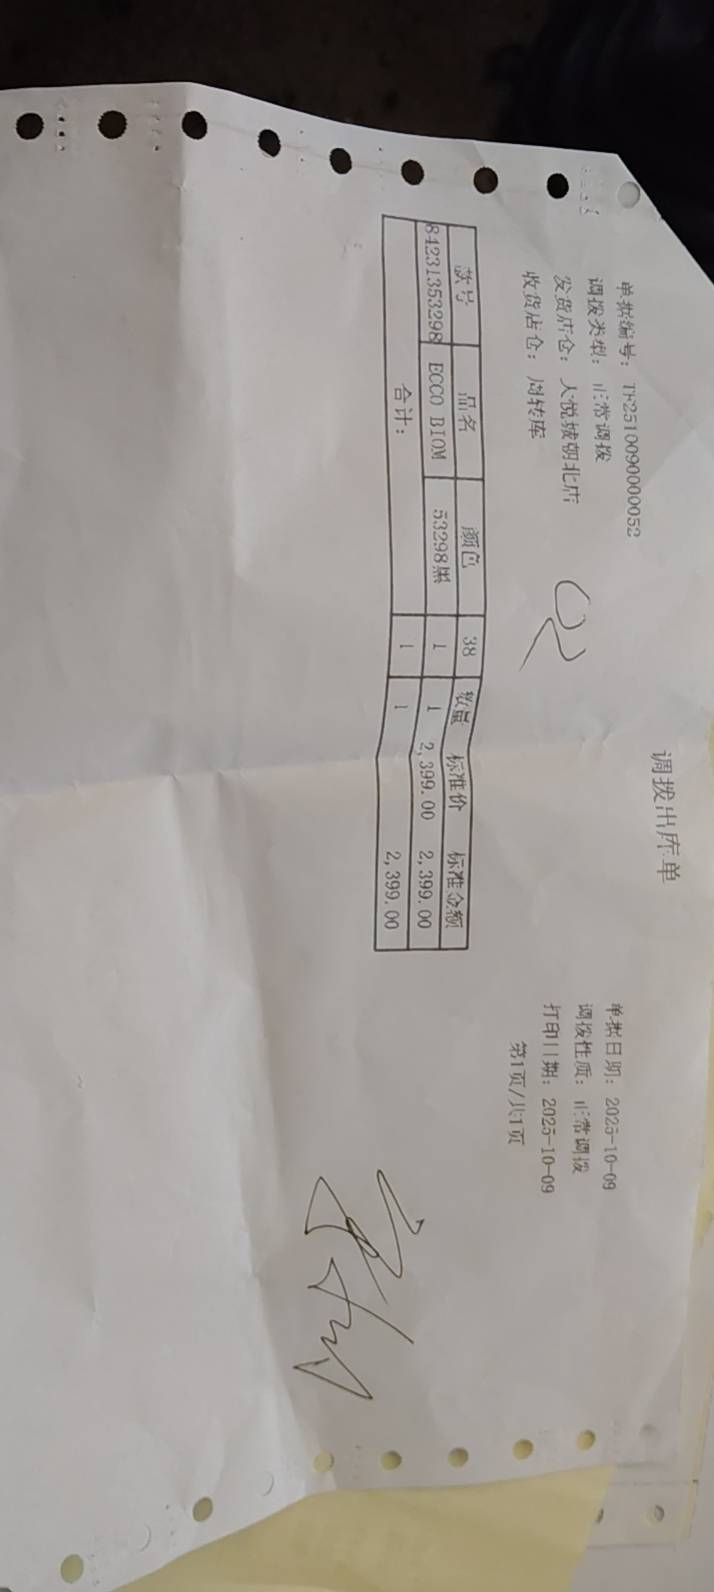 调拨出库单
单据编号: TF2510090000052 单据日期: 2025-10-09
调拨类型: 正常调拨 调拨性质: 正常调拨
发货店仓: 大悦城朝北店 打印日期: 2025-10-09
收货店仓: 周转库 第1页/共1页
款号 品名 颜色 38 数量 标准价 标准金额
84231353298 ECCO BIOM 53298黑 1 1 2,399.00 2,399.00
合计: 1 1 2,399.00